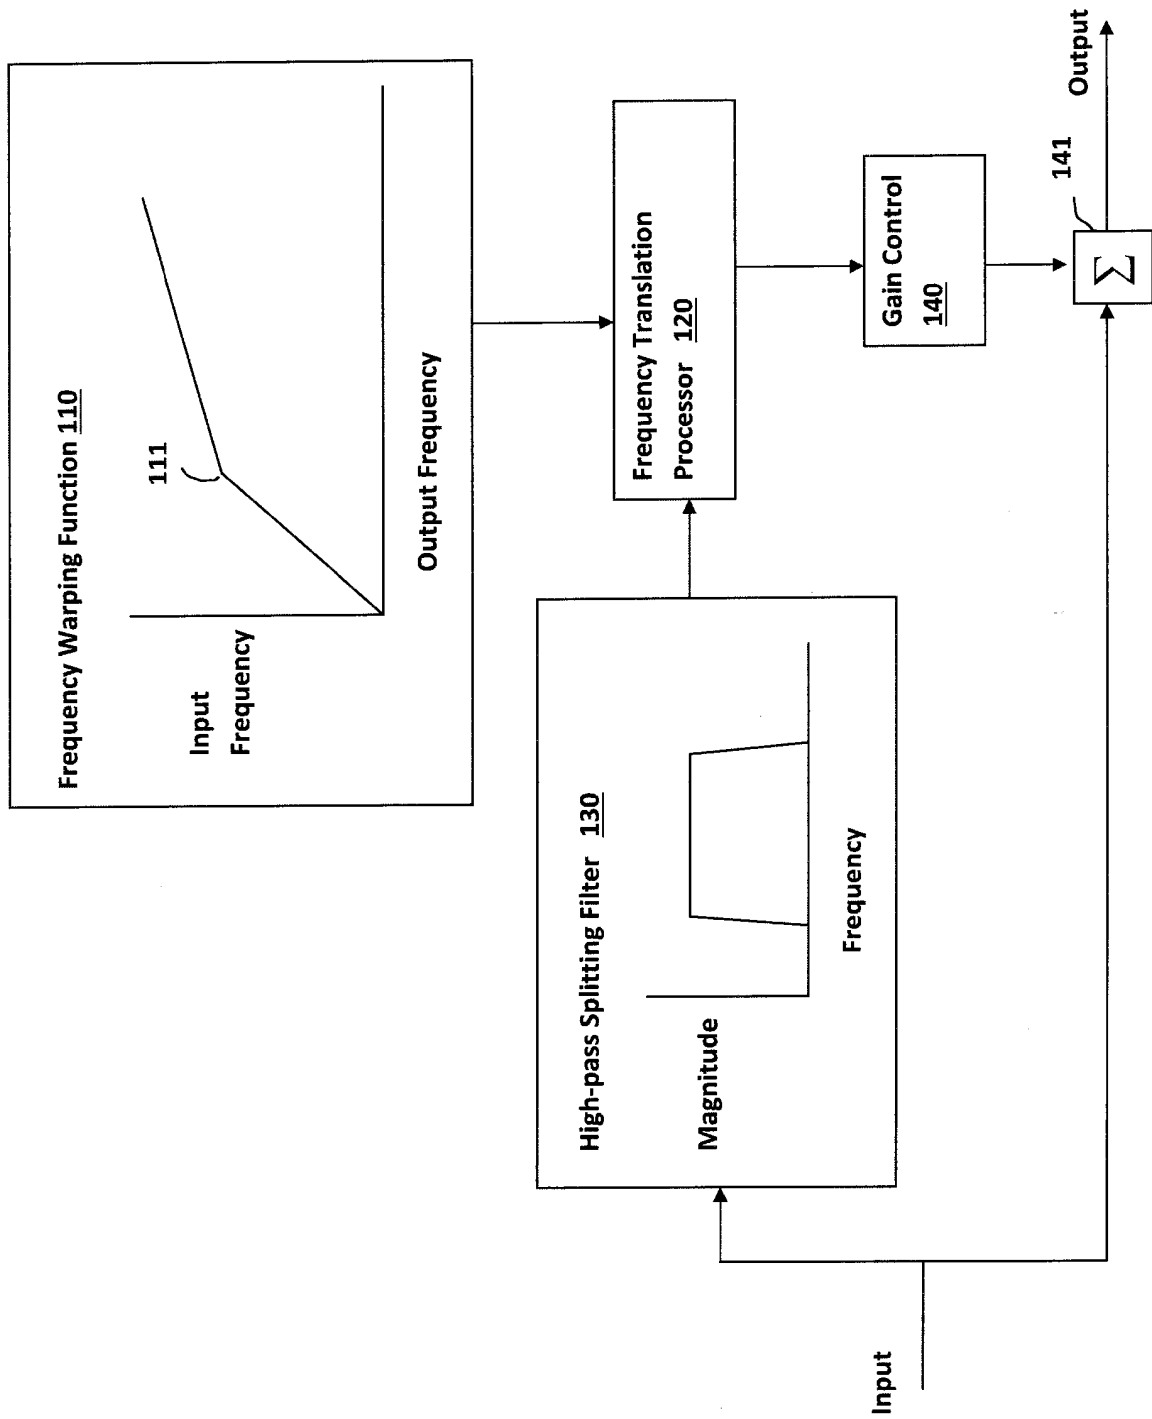 Frequency Warping Function 110
111
Input
Frequency
Output Frequency
High-pass Splitting Filter 130
Magnitude
Frequency
Frequency Translation
Processor 120
Gain Control
140
141
Σ
Input
Output